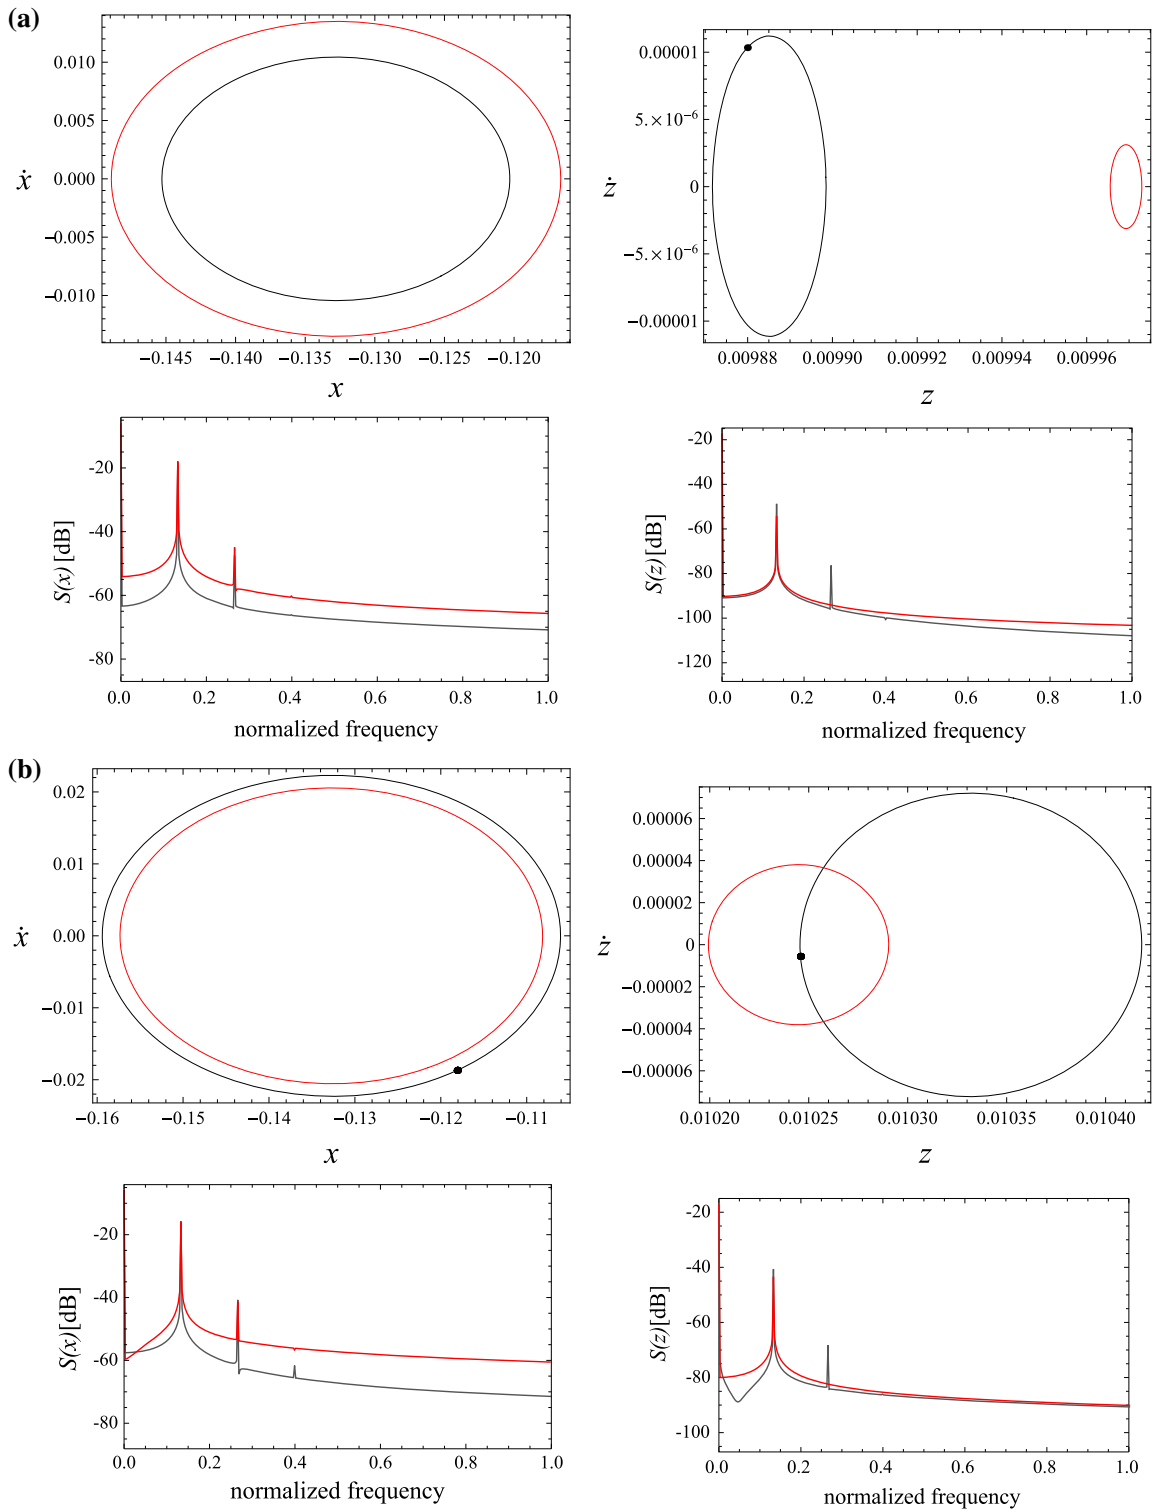 (a)
0.010
0.005
0.000
−0.005
−0.010
ẋ
−0.145 −0.140 −0.135 −0.130 −0.125 −0.120
x
0.00001
5.×10⁻⁶
0
−5.×10⁻⁶
−0.00001
ż
0.00988 0.00990 0.00992 0.00994 0.00996
z
-20
-40
-60
-80
S(x) [dB]
0.0 0.2 0.4 0.6 0.8 1.0
normalized frequency
-20
-40
-60
-80
-100
-120
S(z) [dB]
0.0 0.2 0.4 0.6 0.8 1.0
normalized frequency
(b)
0.02
0.01
0.00
−0.01
−0.02
ẋ
−0.16 −0.15 −0.14 −0.13 −0.12 −0.11
x
0.00006
0.00004
0.00002
0
−0.00002
−0.00004
−0.00006
ż
0.01020 0.01025 0.01030 0.01035 0.01040
z
-20
-40
-60
-80
S(x) [dB]
0.0 0.2 0.4 0.6 0.8 1.0
normalized frequency
-20
-40
-60
-80
-100
S(z) [dB]
0.0 0.2 0.4 0.6 0.8 1.0
normalized frequency